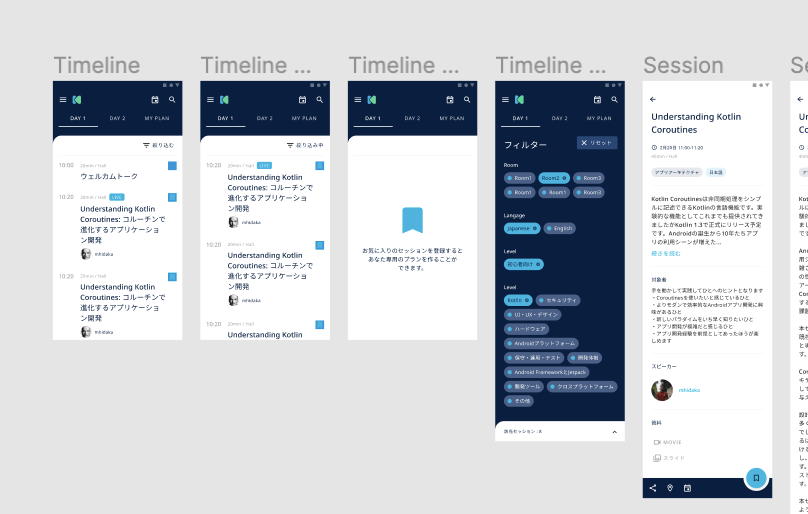 Timeline
DAY 1 DAY 2 MY PLAN
絞り込む
10:00 20min / Hall
ウェルカムトーク
10:20 20min / Hall LIVE
Understanding Kotlin
Coroutines: コルーチンで
進化するアプリケーショ
ン開発
mhidaka
10:20 20min / Hall
Understanding Kotlin
Coroutines: コルーチンで
進化するアプリケーショ
ン開発
mhidaka
Timeline ...
DAY 1 DAY 2 MY PLAN
絞り込み中
10:20 20min / Hall LIVE
Understanding Kotlin
Coroutines: コルーチンで
進化するアプリケーショ
ン開発
mhidaka
10:20 20min / Hall
Understanding Kotlin
Coroutines: コルーチンで
進化するアプリケーショ
ン開発
mhidaka
10:20 20min / Hall
Understanding Kotlin
Timeline ...
DAY 1 DAY 2 MY PLAN
お気に入りのセッションを登録すると
あなた専用のプランを作ることが
できます。
Timeline ...
DAY 1 DAY 2 MY PLAN
フィルター × リセット
Room
Room1 Room2 Room3
Room1 Room1 Room3
Langage
Japanese English
Level
初心者向け
Level
Kotlin セキュリティ
UI・UX・デザイン
ハードウェア
Androidプラットフォーム
保守・運用・テスト 開発体制
Android FrameworkとJetpack
開発ツール クロスプラットフォーム
その他
該当セッション : 8
Session
Understanding Kotlin
Coroutines
2月20日 11:00-11:20
40min / Hall
アプリアーキテクチャ 日本語
Kotlin Coroutinesは非同期処理をシンプ
ルに記述できるKotlinの言語機能です。実
験的な機能としてこれまでも提供されてき
ましたがKotlin 1.3で正式にリリース予定
です。Androidの誕生から10年たちアプ
リの利用シーンが増えた...
続きを読む
対象者
手を動かして実践してひとへのヒントとなります
・Coroutinesを使いたいと感じているひと
・よりモダンで効率的なAndroidアプリ開発に興
味があるひと
・新しいパラダイムをいち早く知りたいひと
・アプリ開発が複雑だと感じるひと
・アプリ開発経験を前提としてあったほうが楽
しめます
スピーカー
mhidaka
資料
MOVIE
スライド